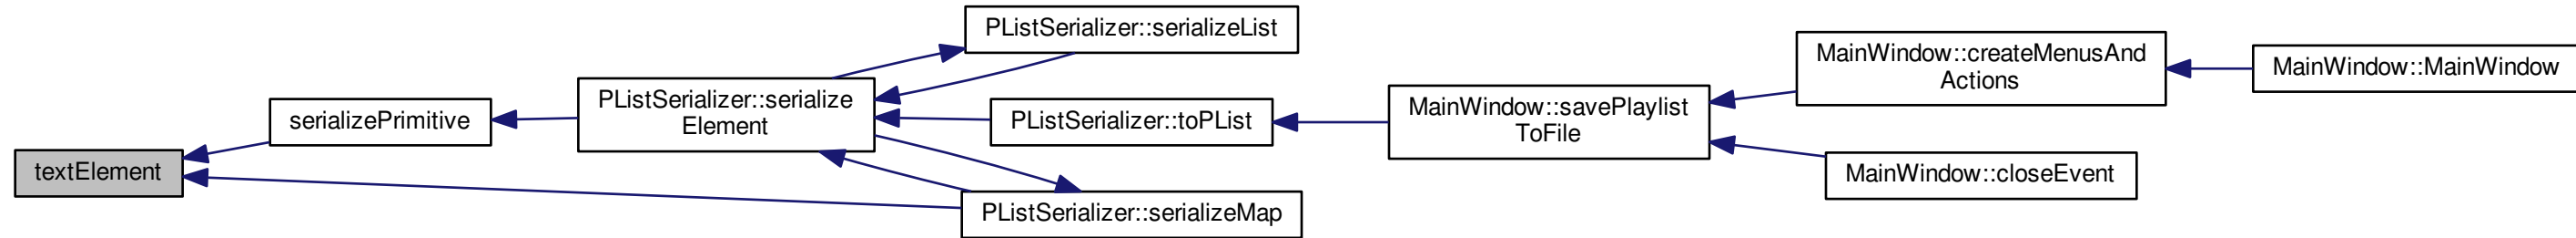 textElement
serializePrimitive
PListSerializer::serialize
Element
PListSerializer::serializeList
PListSerializer::toPList
PListSerializer::serializeMap
MainWindow::savePlaylist
ToFile
MainWindow::createMenusAnd
Actions
MainWindow::closeEvent
MainWindow::MainWindow